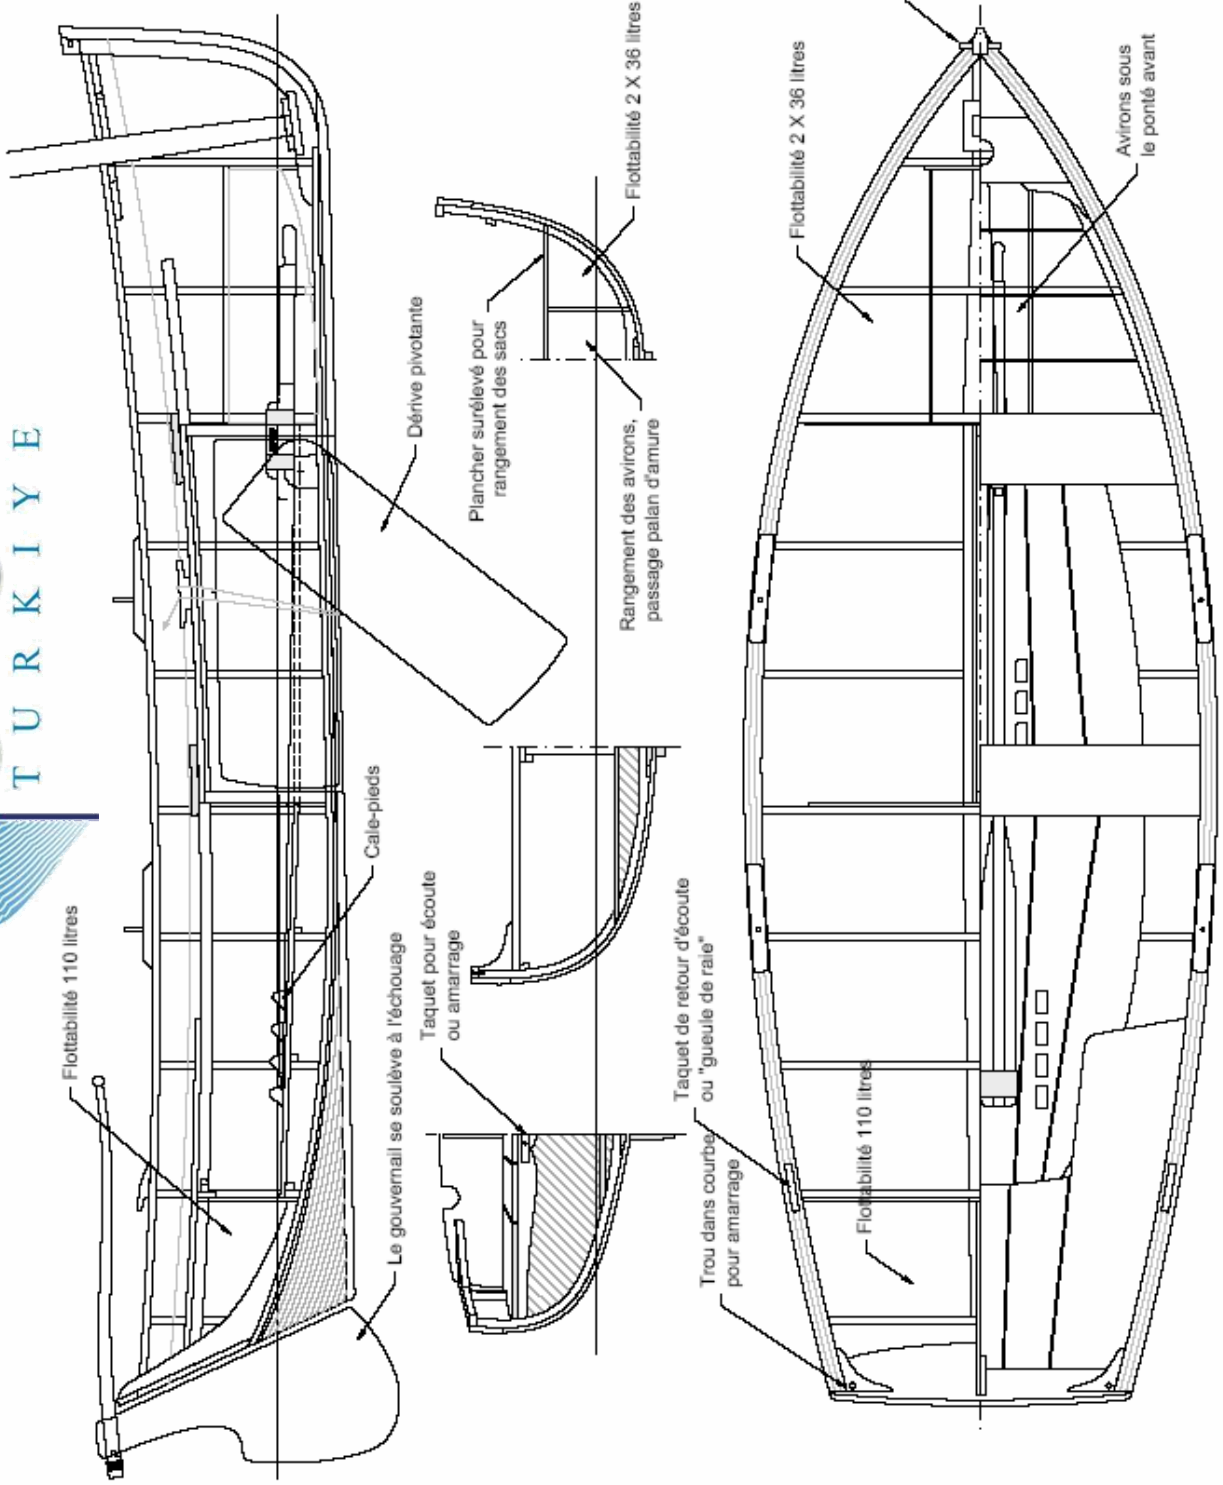 T U R K I Y E
Flottabilité 110 litres
Cale-pieds
Le gouvernail se soulève à l'échouage
Dérive pivotante
Taquet pour écoute
ou amarrage
Plancher surélevé pour
rangement des sacs
Flottabilité 2 X 36 litres
Rangement des avirons,
passage palan d'amure
Taquet de retour d'écoute
ou "gueule de raie"
Trou dans courbe
pour amarrage
Flottabilité 110 litres
Flottabilité 2 X 36 litres
Avirons sous
le ponté avant